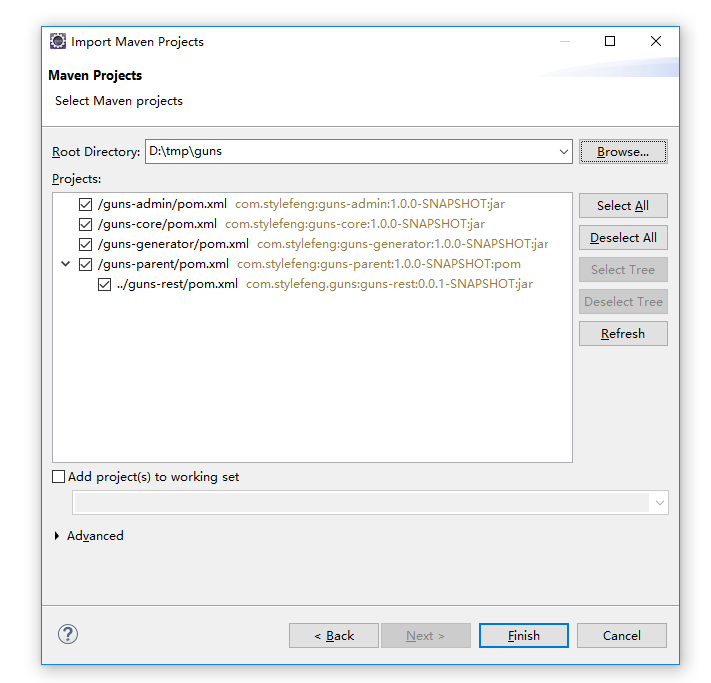 Import Maven Projects
Maven Projects
Select Maven projects
Root Directory: D:\tmp\guns Browse...
Projects:
/guns-admin/pom.xml com.stylefeng:guns-admin:1.0.0-SNAPSHOT:jar
/guns-core/pom.xml com.stylefeng:guns-core:1.0.0-SNAPSHOT:jar
/guns-generator/pom.xml com.stylefeng:guns-generator:1.0.0-SNAPSHOT:jar
/guns-parent/pom.xml com.stylefeng:guns-parent:1.0.0-SNAPSHOT:pom
../guns-rest/pom.xml com.stylefeng.guns:guns-rest:0.0.1-SNAPSHOT:jar
Select All
Deselect All
Select Tree
Deselect Tree
Refresh
Add project(s) to working set
Advanced
? < Back Next > Finish Cancel